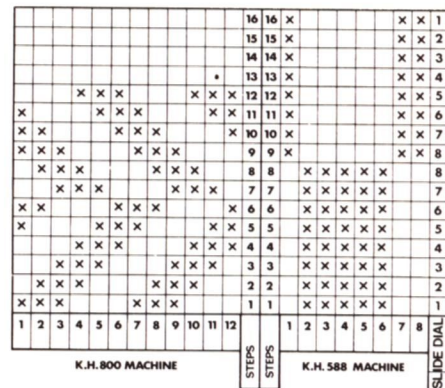 16 16 × × × 1
15 15 × × × 2
14 14 × × × 3
13 13 × × × 4
× × × × × × 12 12 × × × 5
× × × × × × 11 11 × × × 6
× × × × × × 10 10 × × × 7
× × × × × × 9 9 × × × 8
× × × × × × 8 8 × × × × × 8
× × × × × × 7 7 × × × × × 7
× × × × × × 6 6 × × × × × 6
× × × × × × 5 5 × × × × × 5
× × × × × × 4 4 × × × × × 4
× × × × × × 3 3 × × × × × 3
× × × × × × 2 2 × × × × × 2
× × × × × × 1 1 × × × × × 1
1 2 3 4 5 6 7 8 9 10 11 12 STEPS STEPS 1 2 3 4 5 6 7 8 SLIDE DIAL
K.H.800 MACHINE K.H. 588 MACHINE